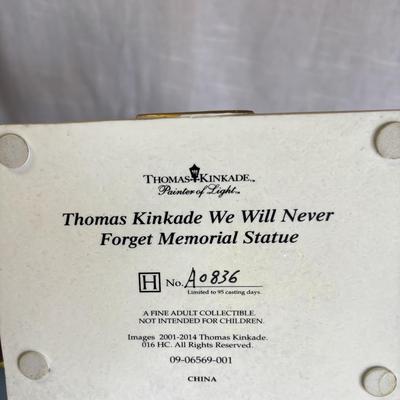 THOMAS KINKADE™
Painter of Light™
Thomas Kinkade We Will Never
Forget Memorial Statue
H No. A0836
Limited to 95 casting days.
A FINE ADULT COLLECTIBLE.
NOT INTENDED FOR CHILDREN.
Images 2001-2014 Thomas Kinkade.
016 HC. All Rights Reserved.
09-06569-001
CHINA